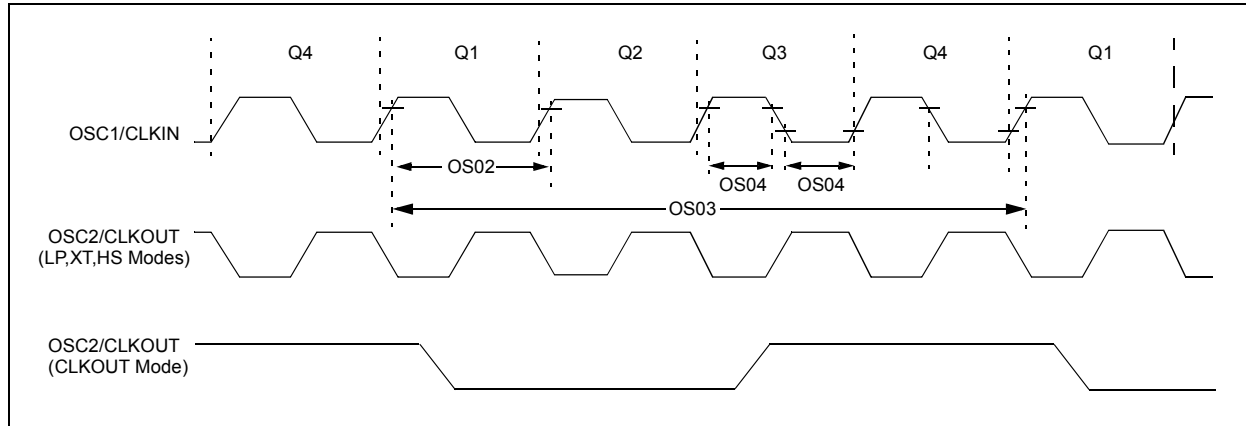 Q4 Q1 Q2 Q3 Q4 Q1
OSC1/CLKIN
OS02
OS04 OS04
OS03
OSC2/CLKOUT
(LP,XT,HS Modes)
OSC2/CLKOUT
(CLKOUT Mode)